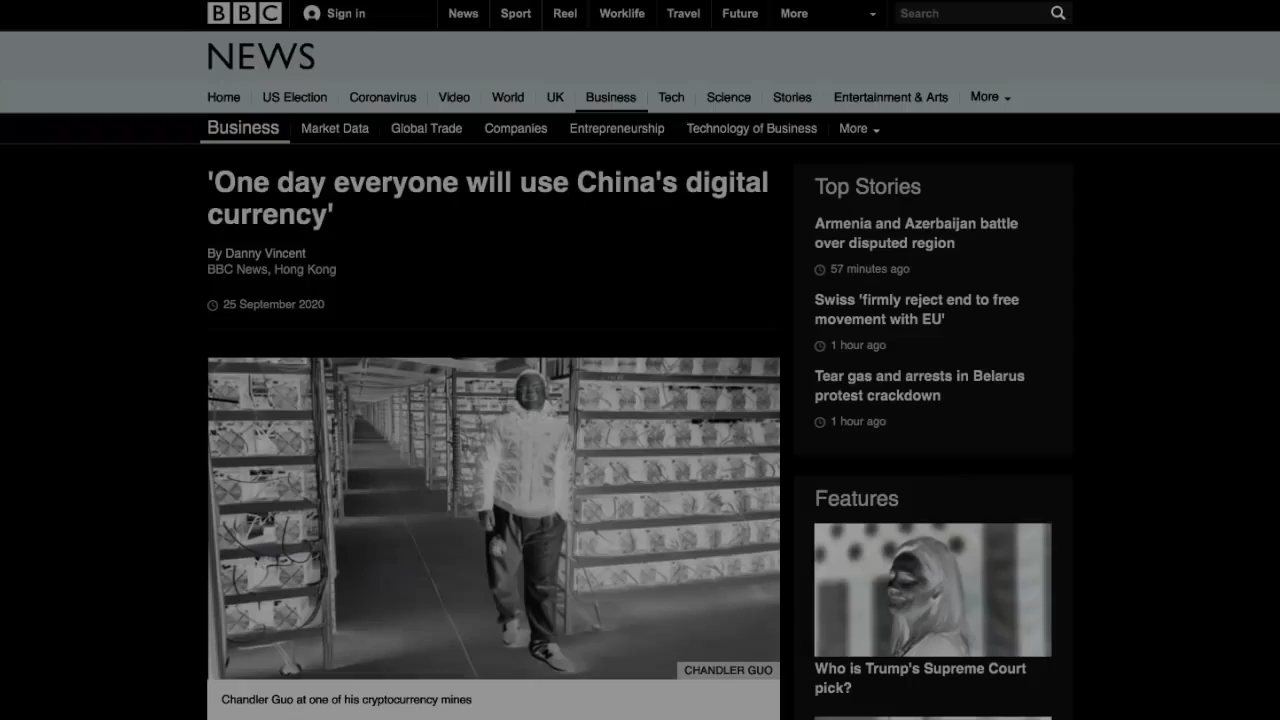 BBC Sign in News Sport Reel Worklife Travel Future More Search
NEWS
Home US Election Coronavirus Video World UK Business Tech Science Stories Entertainment & Arts More
Business Market Data Global Trade Companies Entrepreneurship Technology of Business More
'One day everyone will use China's digital
currency'
By Danny Vincent
BBC News, Hong Kong
25 September 2020
CHANDLER GUO
Chandler Guo at one of his cryptocurrency mines
Top Stories
Armenia and Azerbaijan battle
over disputed region
57 minutes ago
Swiss 'firmly reject end to free
movement with EU'
1 hour ago
Tear gas and arrests in Belarus
protest crackdown
1 hour ago
Features
Who is Trump's Supreme Court
pick?